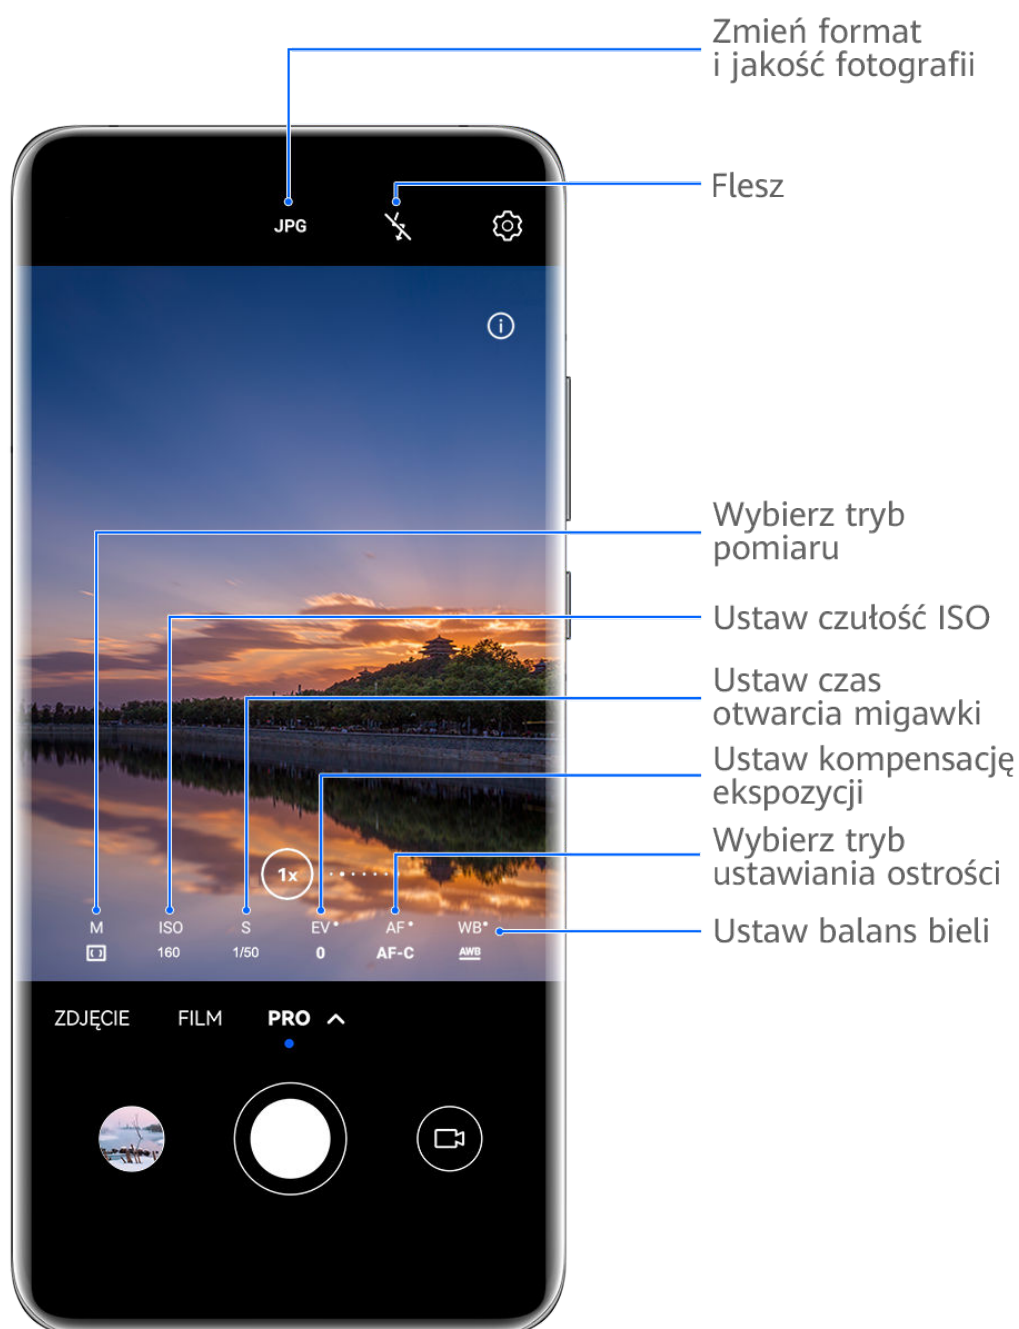 Zmień format
i jakość fotografii
Flesz
JPG
Wybierz tryb
pomiaru
Ustaw czułość ISO
Ustaw czas
otwarcia migawki
Ustaw kompensację
ekspozycji
Wybierz tryb
ustawiania ostrości
Ustaw balans bieli
1x
M ISO S EV AF WB
160 1/50 0 AF-C AWB
ZDJĘCIE FILM PRO